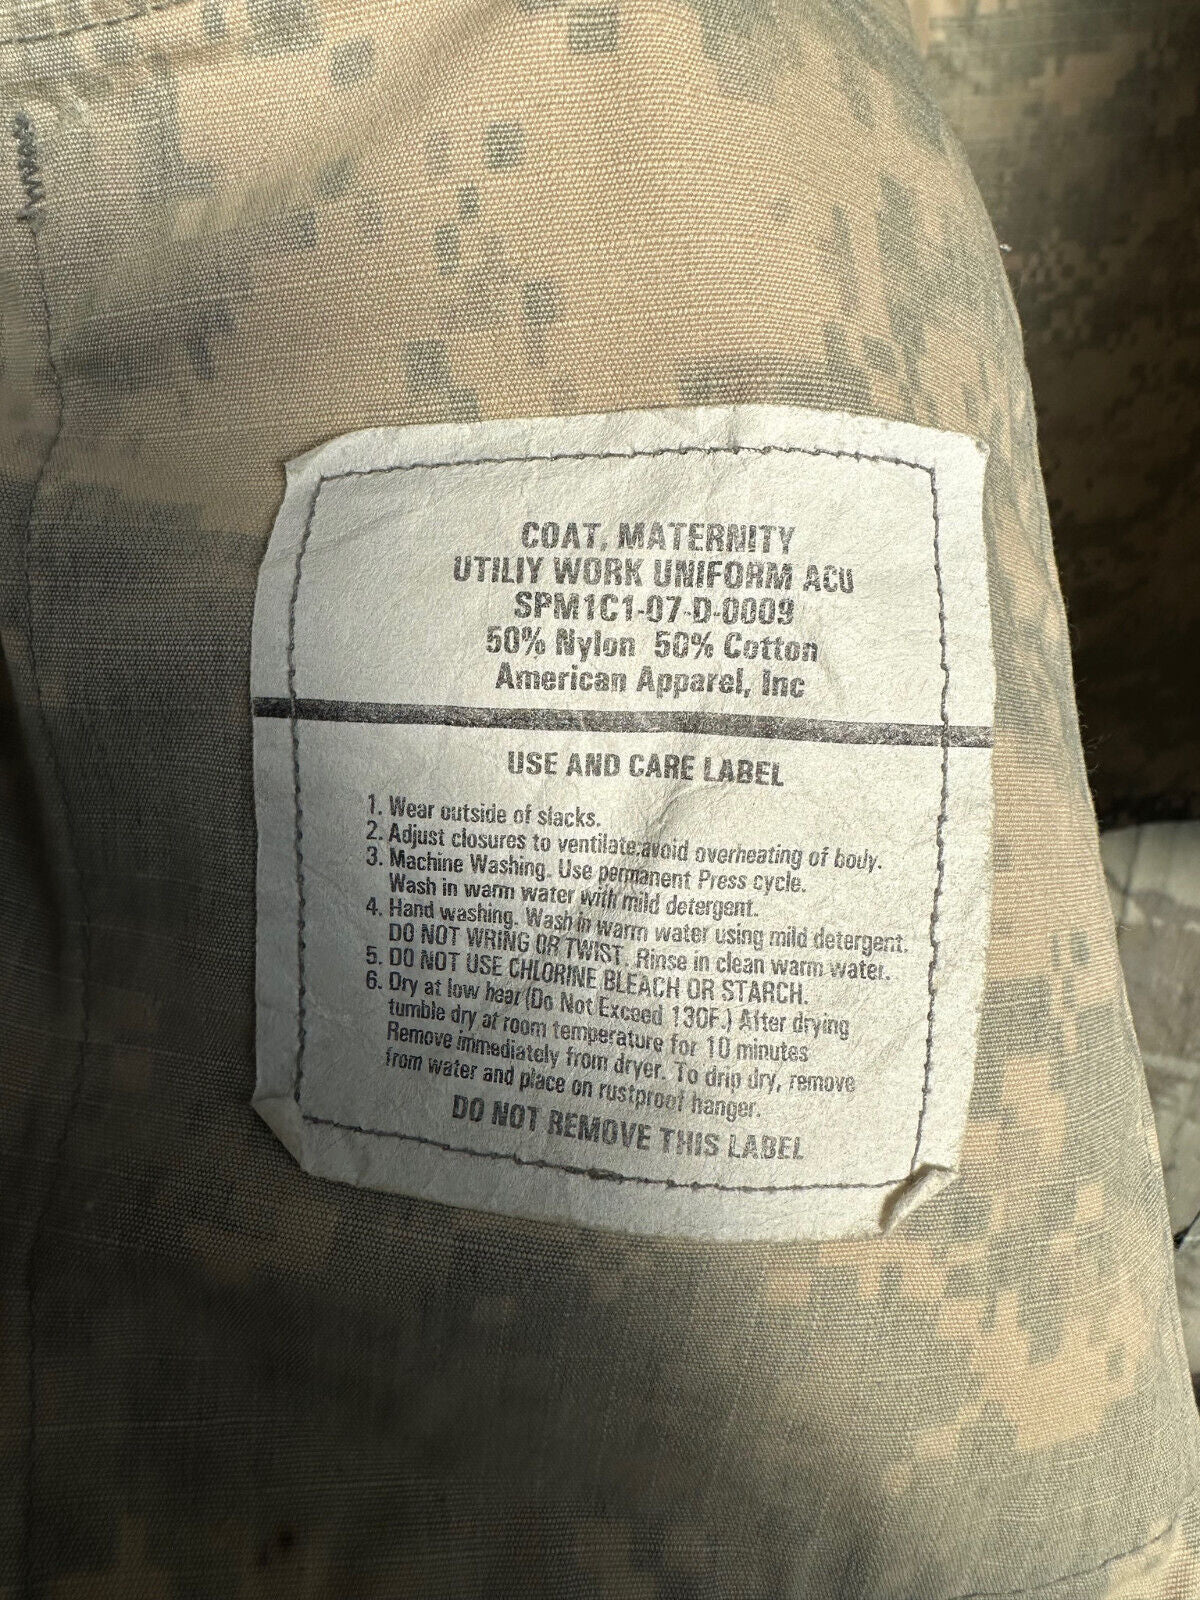 COAT, MATERNITY
UTILIY WORK UNIFORM ACU
SPM1C1-07-D-0009
50% Nylon 50% Cotton
American Apparel, Inc
USE AND CARE LABEL
1. Wear outside of slacks.
2. Adjust closures to ventilate:avoid overheating of body.
3. Machine Washing. Use permanent Press cycle.
Wash in warm water with mild detergent.
4. Hand washing. Wash in warm water using mild detergent.
DO NOT WRING OR TWIST. Rinse in clean warm water.
5. DO NOT USE CHLORINE BLEACH OR STARCH.
6. Dry at low hear (Do Not Exceed 130F.) After drying
tumble dry at room temperature for 10 minutes
Remove immediately from dryer. To drip dry, remove
from water and place on rustproof hanger.
DO NOT REMOVE THIS LABEL